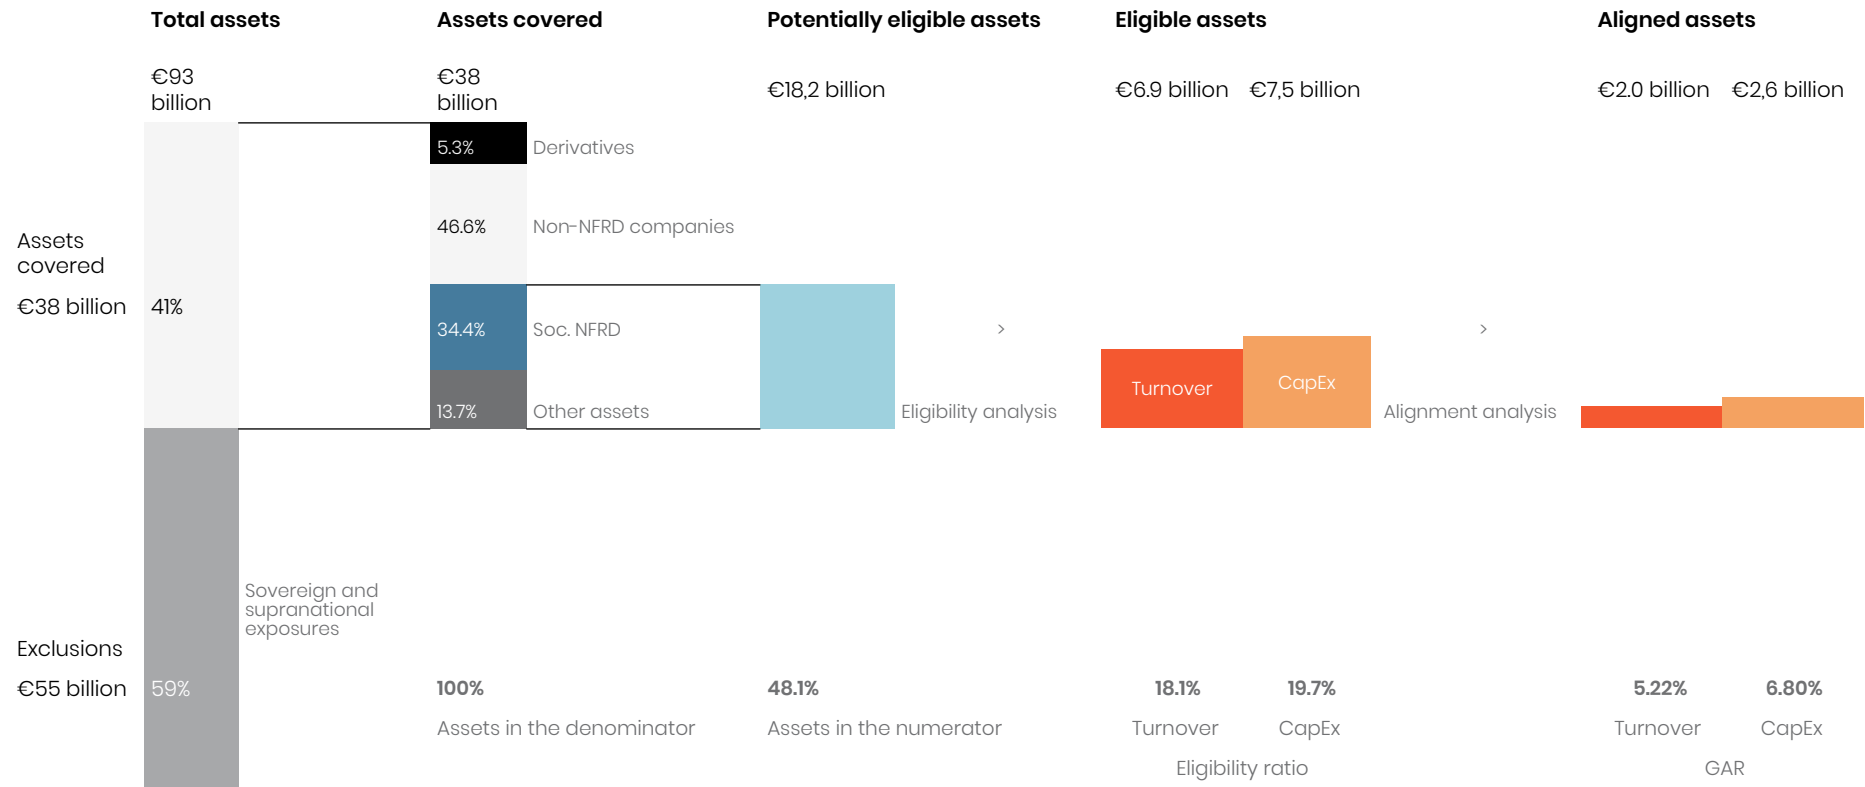 Total assets
Assets covered
Potentially eligible assets
Eligible assets
Aligned assets
€93
billion
€38
billion
€18,2 billion
€6.9 billion
€7,5 billion
€2.0 billion
€2,6 billion
5.3%
Derivatives
46.6%
Non-NFRD companies
Assets
covered
€38 billion
41%
34.4%
Soc. NFRD
>
>
Turnover
CapEx
13.7%
Other assets
Eligibility analysis
Alignment analysis
Sovereign and
supranational
exposures
Exclusions
€55 billion
59%
100%
48.1%
18.1%
19.7%
5.22%
6.80%
Assets in the denominator
Assets in the numerator
Turnover
CapEx
Turnover
CapEx
Eligibility ratio
GAR